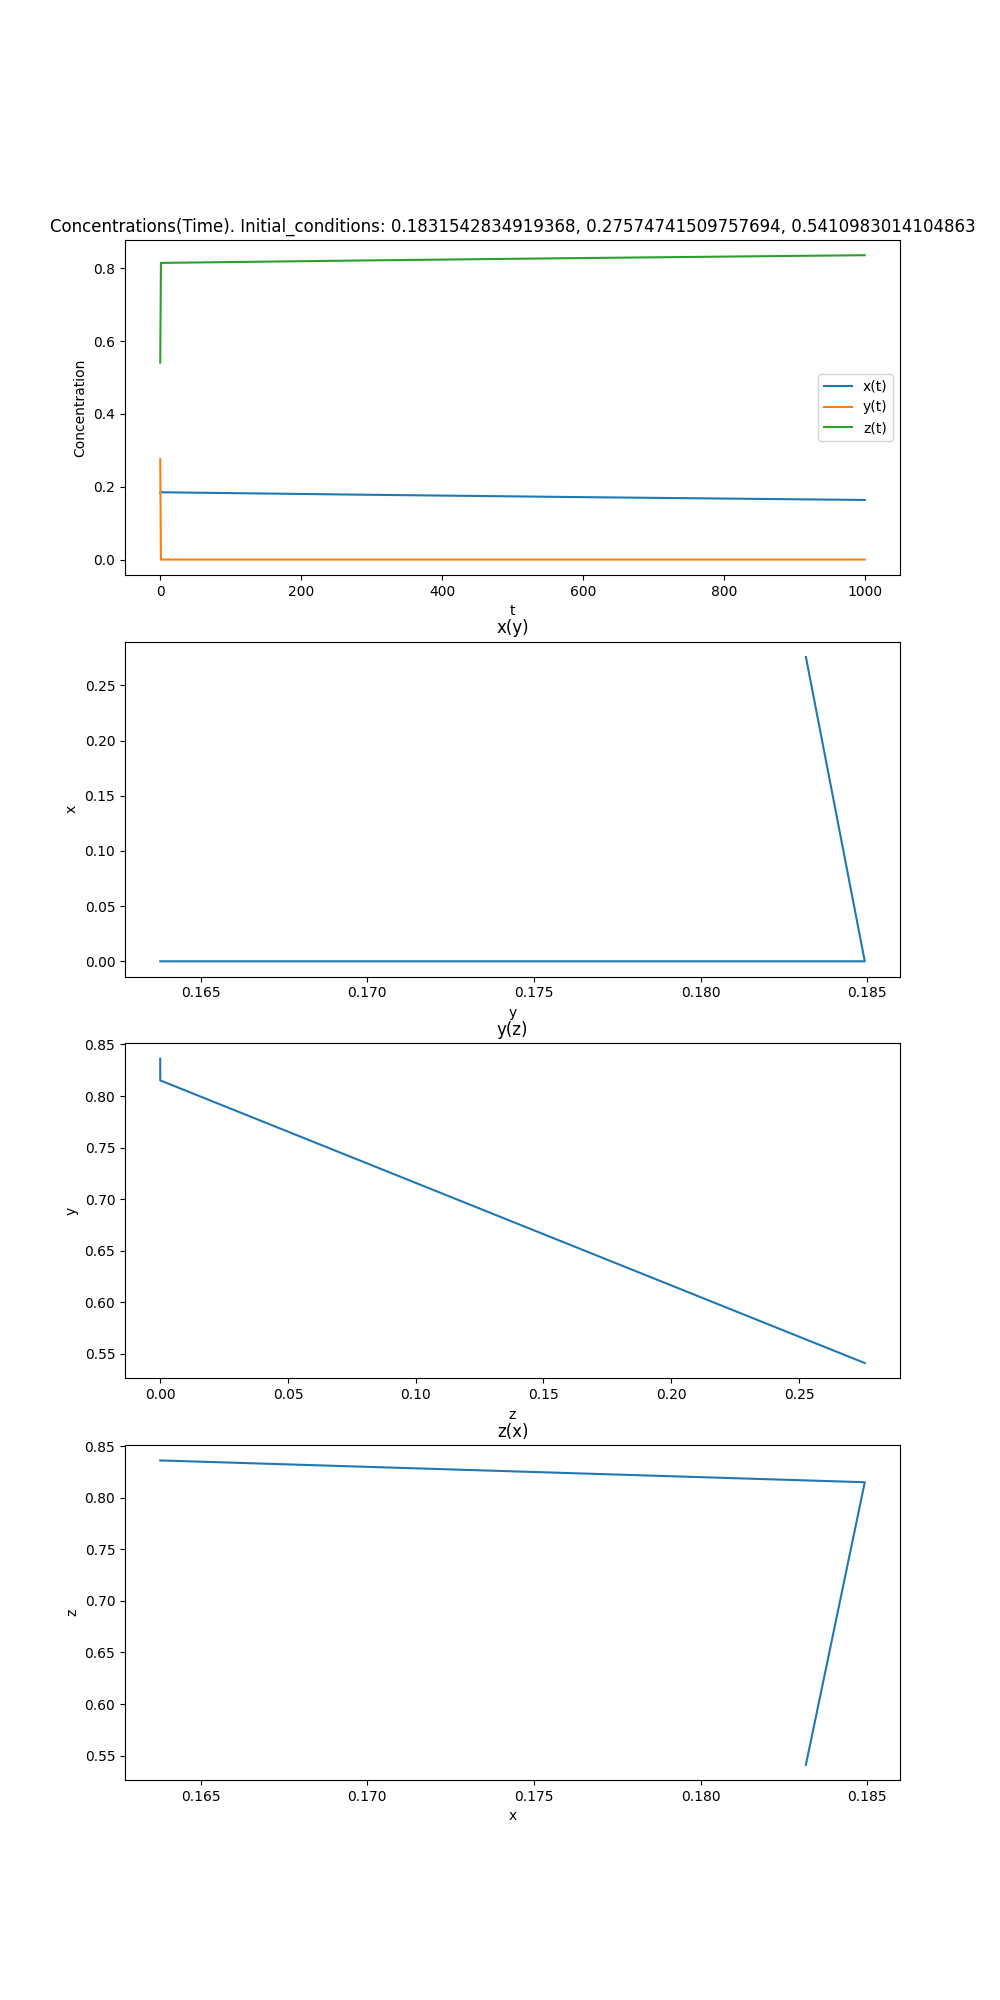 Concentrations(Time). Initial_conditions: 0.1831542834919368, 0.27574741509757694, 0.5410983014104863
0.8
0.6
0.4
0.2
0.0
Concentration
x(t)
y(t)
z(t)
0 200 400 600 800 1000
t
x(y)
0.25
0.20
0.15
0.10
0.05
0.00
x
0.165 0.170 0.175 0.180 0.185
y
y(z)
0.85
0.80
0.75
0.70
0.65
0.60
0.55
y
0.00 0.05 0.10 0.15 0.20 0.25
z
z(x)
0.85
0.80
0.75
0.70
0.65
0.60
0.55
z
0.165 0.170 0.175 0.180 0.185
x